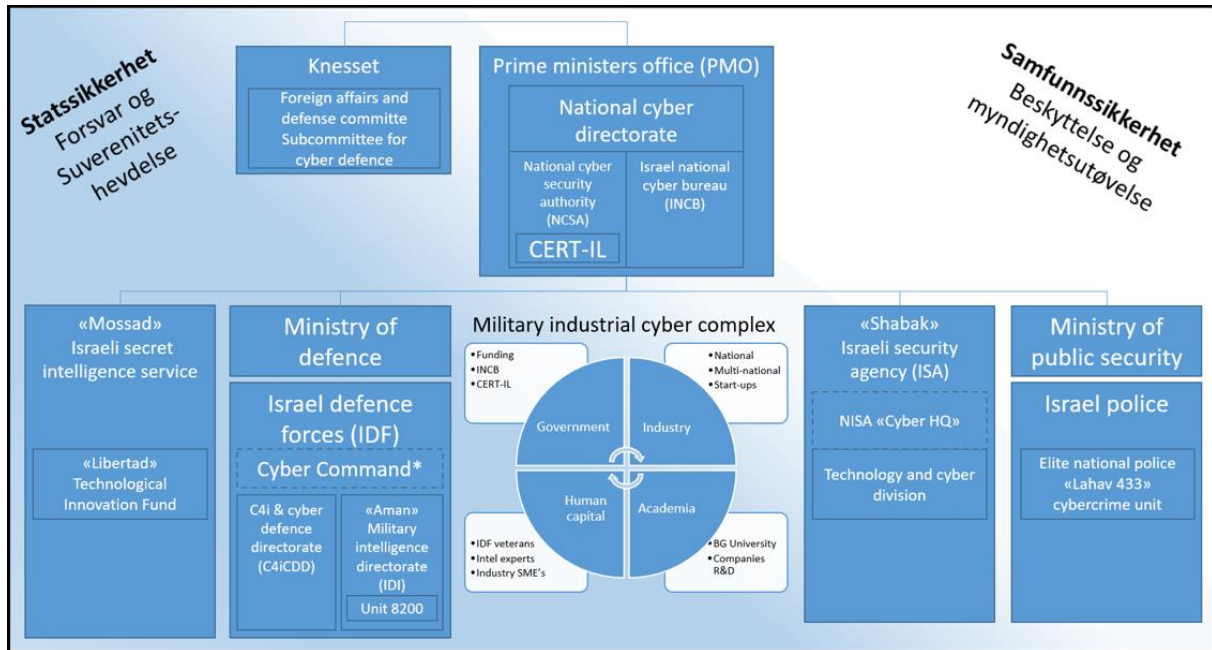 Statssikkerhet
Forsvar og
Suverenitets-
hevdelse
Knesset
Foreign affairs and
defense committe
Subcommittee for
cyber defence
Prime ministers office (PMO)
National cyber
directorate
National cyber
security
authority
(NCSA)
CERT-IL
Israel national
cyber bureau
(INCB)
Samfunnssikkerhet
Beskyttelse og
myndighetsutøvelse
«Mossad»
Israeli secret
intelligence service
«Libertad»
Technological
Innovation Fund
Ministry of
defence
Israel defence
forces (IDF)
Cyber Command*
C4i & cyber
defence
directorate
(C4iCDD)
«Aman»
Military
intelligence
directorate
(IDI)
Unit 8200
Military industrial cyber complex
• Funding
• INCB
• CERT-IL
• National
• Multi-national
• Start-ups
Government
Industry
Human
capital
Academia
• IDF veterans
• Intel experts
• Industry SME's
• BG University
• Companies
R&D
«Shabak»
Israeli security
agency (ISA)
NISA «Cyber HQ»
Technology and cyber
division
Ministry of
public security
Israel police
Elite national police
«Lahav 433»
cybercrime unit